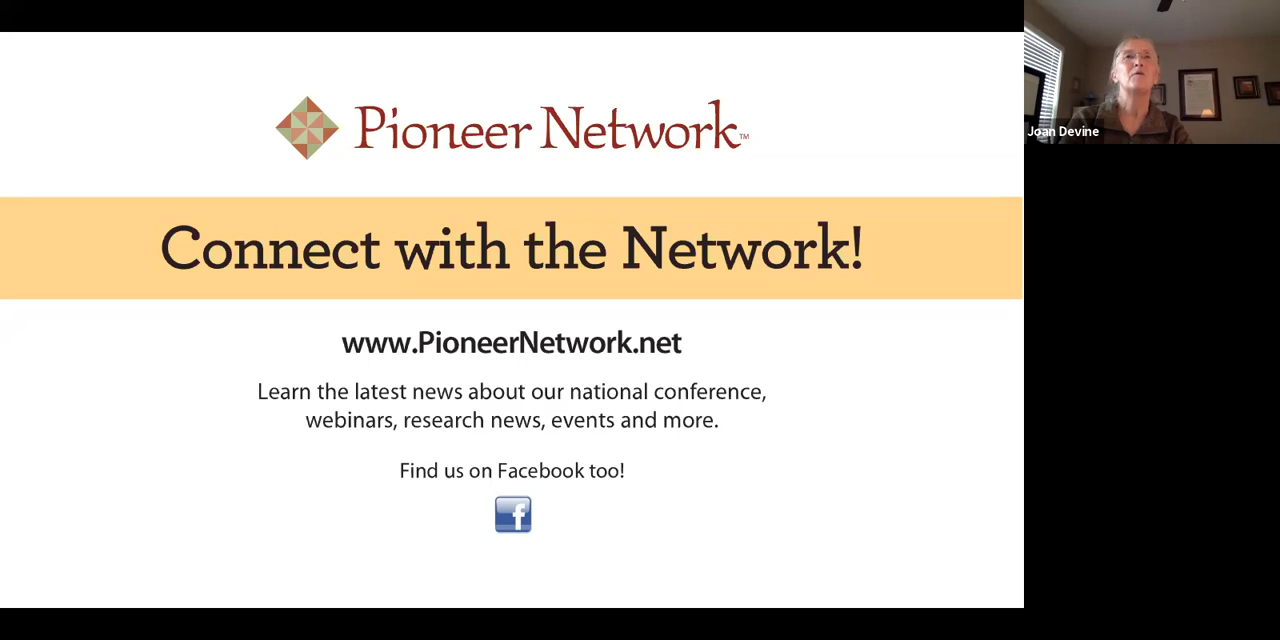 Pioneer Network™
Joan Devine
Connect with the Network!
www.PioneerNetwork.net
Learn the latest news about our national conference,
webinars, research news, events and more.
Find us on Facebook too!
f